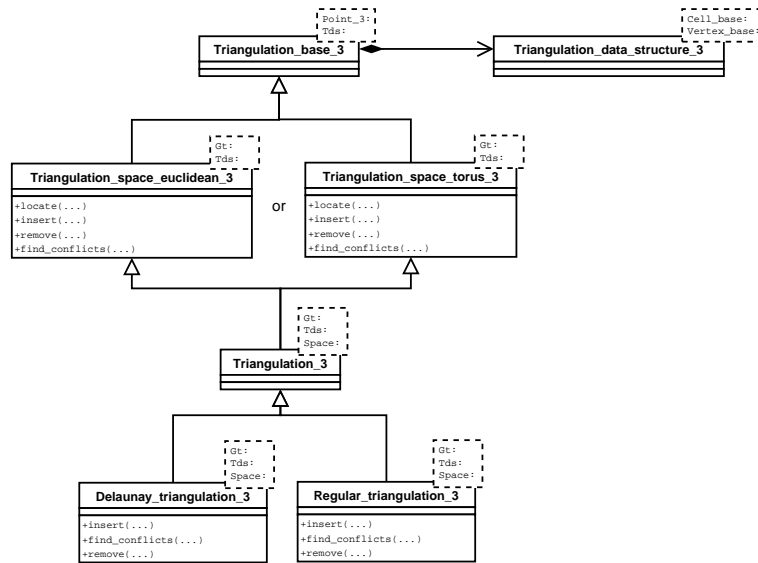 Point_3:
Tds:
Triangulation_base_3
Cell_base:
Vertex_base:
Triangulation_data_structure_3
Gt:
Tds:
Triangulation_space_euclidean_3
+locate(...)
+insert(...)
+remove(...)
+find_conflicts(...)
or
Gt:
Tds:
Triangulation_space_torus_3
+locate(...)
+insert(...)
+remove(...)
+find_conflicts(...)
Gt:
Tds:
Space:
Triangulation_3
Gt:
Tds:
Space:
Delaunay_triangulation_3
+insert(...)
+find_conflicts(...)
+remove(...)
Gt:
Tds:
Space:
Regular_triangulation_3
+insert(...)
+find_conflicts(...)
+remove(...)